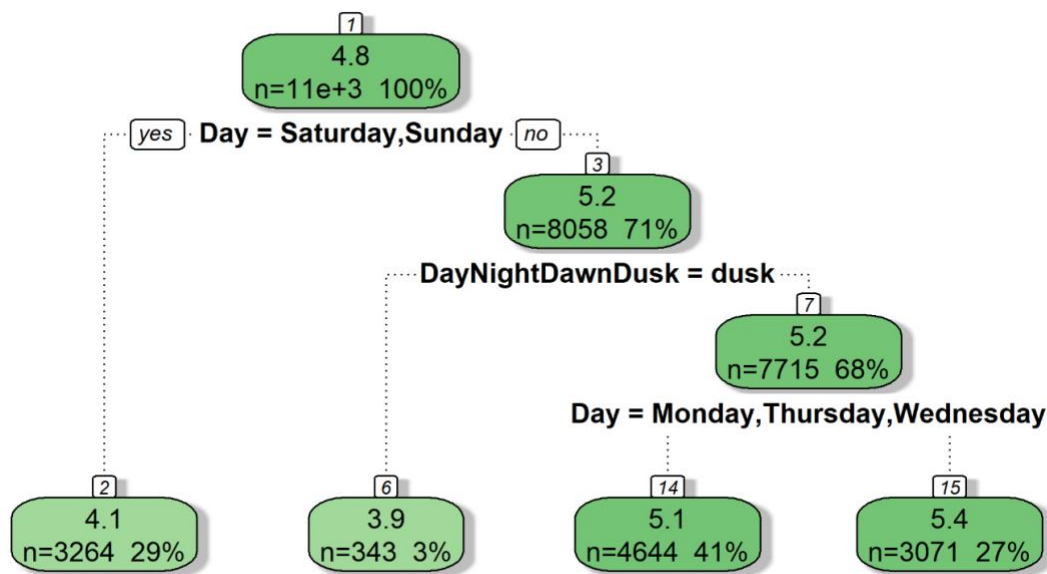 1
4.8
n=11e+3 100%
yes Day = Saturday,Sunday no
3
5.2
n=8058 71%
DayNightDawnDusk = dusk
7
5.2
n=7715 68%
Day = Monday,Thursday,Wednesday
2
4.1
n=3264 29%
6
3.9
n=343 3%
14
5.1
n=4644 41%
15
5.4
n=3071 27%